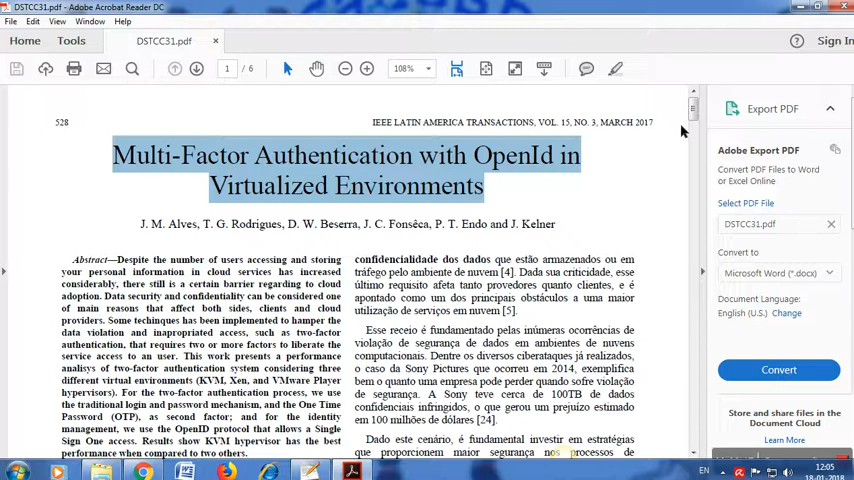 DSTCC31.pdf - Adobe Acrobat Reader DC
File Edit View Window Help
Home Tools DSTCC31.pdf × ? Sign In
1 / 6 108%
528 IEEE LATIN AMERICA TRANSACTIONS, VOL. 15, NO. 3, MARCH 2017
Multi-Factor Authentication with OpenId in
Virtualized Environments
J. M. Alves, T. G. Rodrigues, D. W. Beserra, J. C. Fonsêca, P. T. Endo and J. Kelner
Abstract—Despite the number of users accessing and storing
your personal information in cloud services has increased
considerably, there still is a certain barrier regarding to cloud
adoption. Data security and confidentiality can be considered one
of main reasons that affect both sides, clients and cloud
providers. Some techinques has been implemented to hamper the
data violation and inapropriated access, such as two-factor
authentication, that requires two or more factors to liberate the
service access to an user. This work presents a performance
analisys of two-factor authentication system considering three
different virtual environments (KVM, Xen, and VMware Player
hypervisors). For the two-factor authentication process, we use
the traditional login and password mechanism, and the One Time
Password (OTP), as second factor; and for the identity
management, we use the OpenID protocol that allows a Single
Sign One access. Results show KVM hypervisor has the best
performance when compared to two others.
confidencialidade dos dados que estão armazenados ou em
tráfego pelo ambiente de nuvem [4]. Dada sua criticidade, esse
último requisito afeta tanto provedores quanto clientes, e é
apontado como um dos principais obstáculos a uma maior
utilização de serviços em nuvem [5].
Esse receio é fundamentado pelas inúmeras ocorrências de
violação de segurança de dados em ambientes de nuvens
computacionais. Dentre os diversos ciberataques já realizados,
o caso da Sony Pictures que ocorreu em 2014, exemplifica
bem o quanto uma empresa pode perder quando sofre violação
de segurança. A Sony teve cerca de 100TB de dados
confidenciais infringidos, o que gerou um prejuízo estimado
em 100 milhões de dólares [24].
Dado este cenário, é fundamental investir em estratégias
que proporcionem maior segurança nos processos de
Export PDF
Adobe Export PDF
Convert PDF Files to Word
or Excel Online
Select PDF File
DSTCC31.pdf
Convert to
Microsoft Word (*.docx)
Document Language:
English (U.S.) Change
Convert
Store and share files in the
Document Cloud
Learn More
EN 12:05
18-01-2018